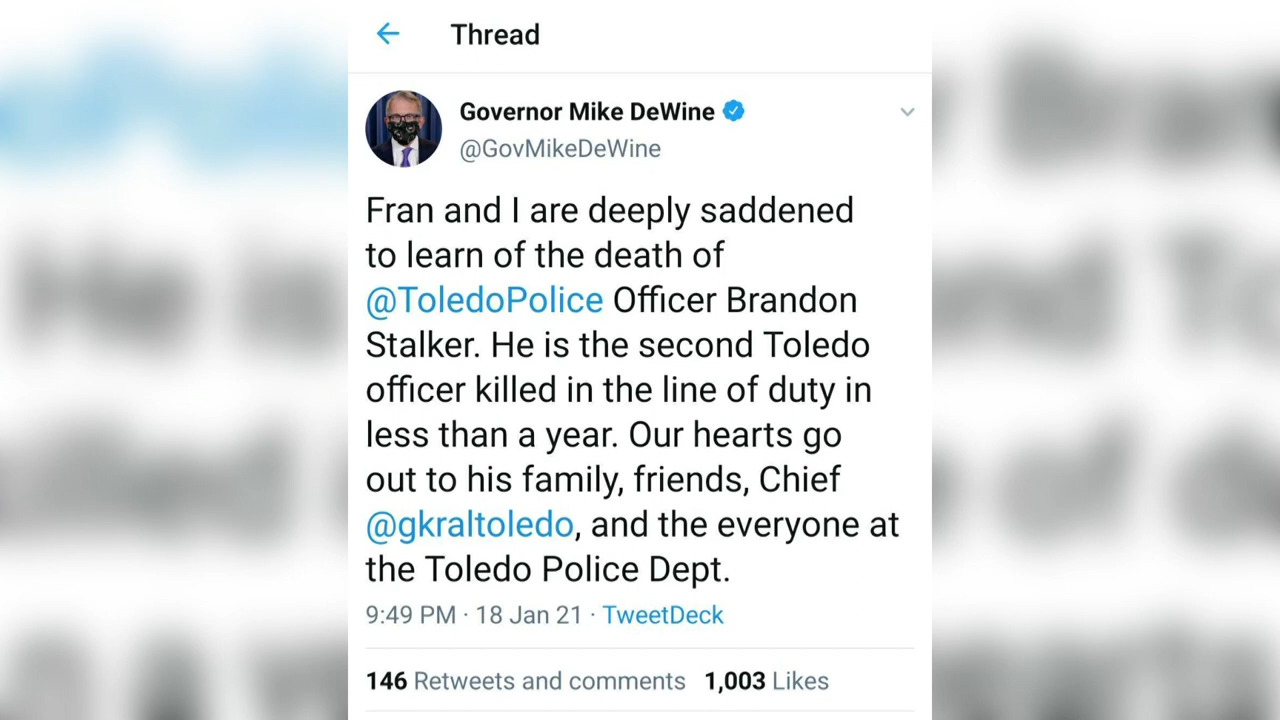 Thread
Governor Mike DeWine
@GovMikeDeWine
Fran and I are deeply saddened
to learn of the death of
@ToledoPolice Officer Brandon
Stalker. He is the second Toledo
officer killed in the line of duty in
less than a year. Our hearts go
out to his family, friends, Chief
@gkraltoledo, and the everyone at
the Toledo Police Dept.
9:49 PM · 18 Jan 21 · TweetDeck
146 Retweets and comments 1,003 Likes